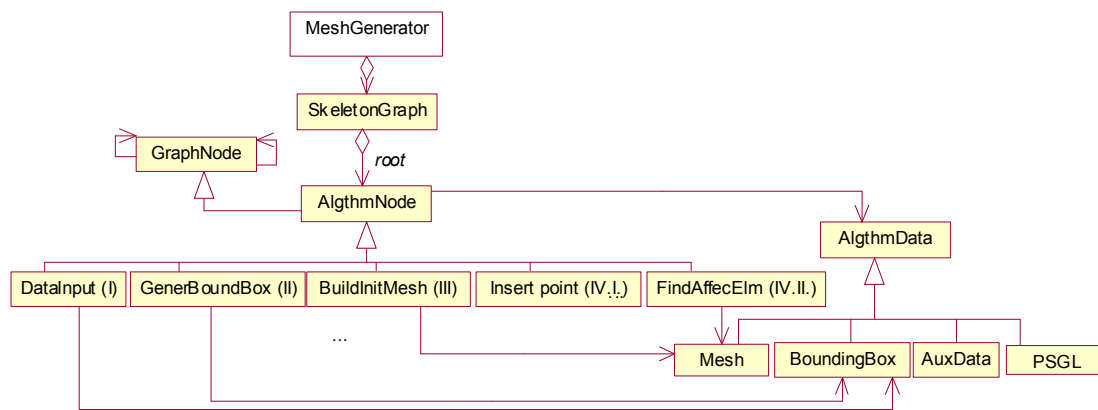 MeshGenerator
SkeletonGraph
GraphNode
root
AlgthmNode
AlgthmData
DataInput (I)
GenerBoundBox (II)
BuildInitMesh (III)
Insert point (IV.I.)
FindAffecElm (IV.II.)
...
...
Mesh
BoundingBox
AuxData
PSGL